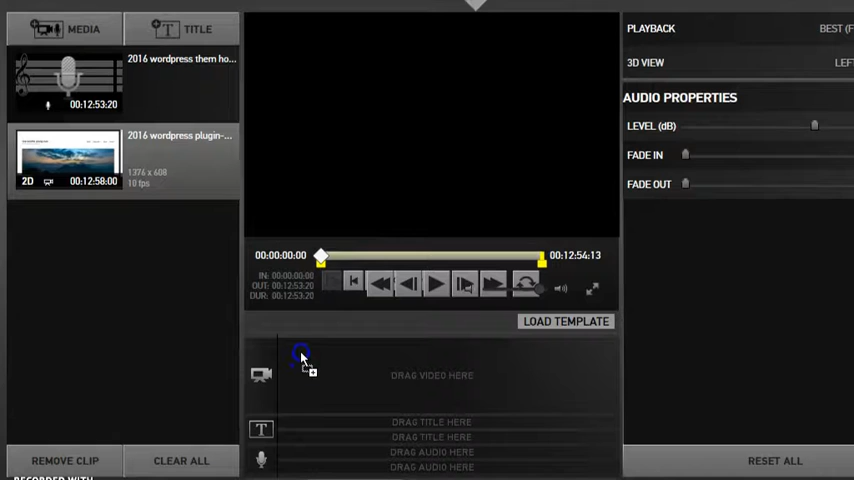 MEDIA
TITLE
2016 wordpress them ho...
00:12:53:20
2016 wordpress plugin-...
1376 x 608
10 fps
2D
00:12:58:00
00:00:00:00
00:12:54:13
IN: 00:00:00:00
OUT: 00:12:53:20
DUR: 00:12:53:20
LOAD TEMPLATE
DRAG VIDEO HERE
DRAG TITLE HERE
DRAG TITLE HERE
DRAG AUDIO HERE
DRAG AUDIO HERE
REMOVE CLIP
CLEAR ALL
RECORDED WITH
PLAYBACK
BEST (F
3D VIEW
LEF
AUDIO PROPERTIES
LEVEL (dB)
FADE IN
FADE OUT
RESET ALL